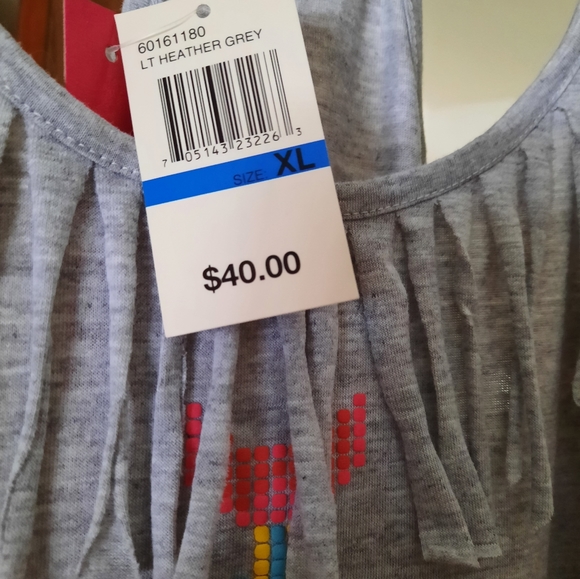 60161180
LT HEATHER GREY
7 05143 23226 3
SIZE XL
$40.00